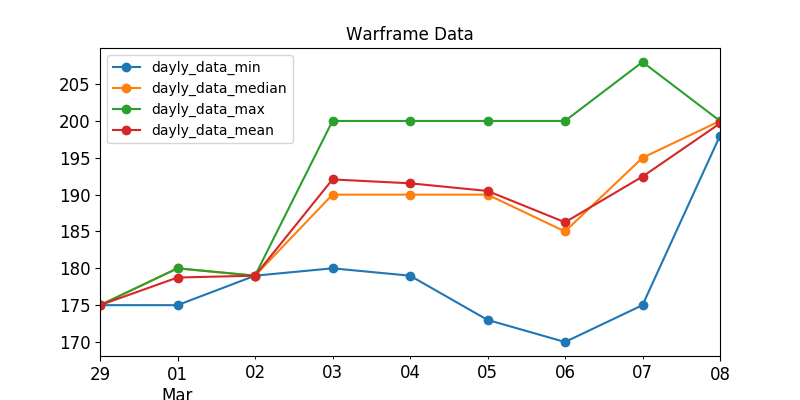 Warframe Data
dayly_data_min
dayly_data_median
dayly_data_max
dayly_data_mean
205
200
195
190
185
180
175
170
29 01 02 03 04 05 06 07 08
Mar